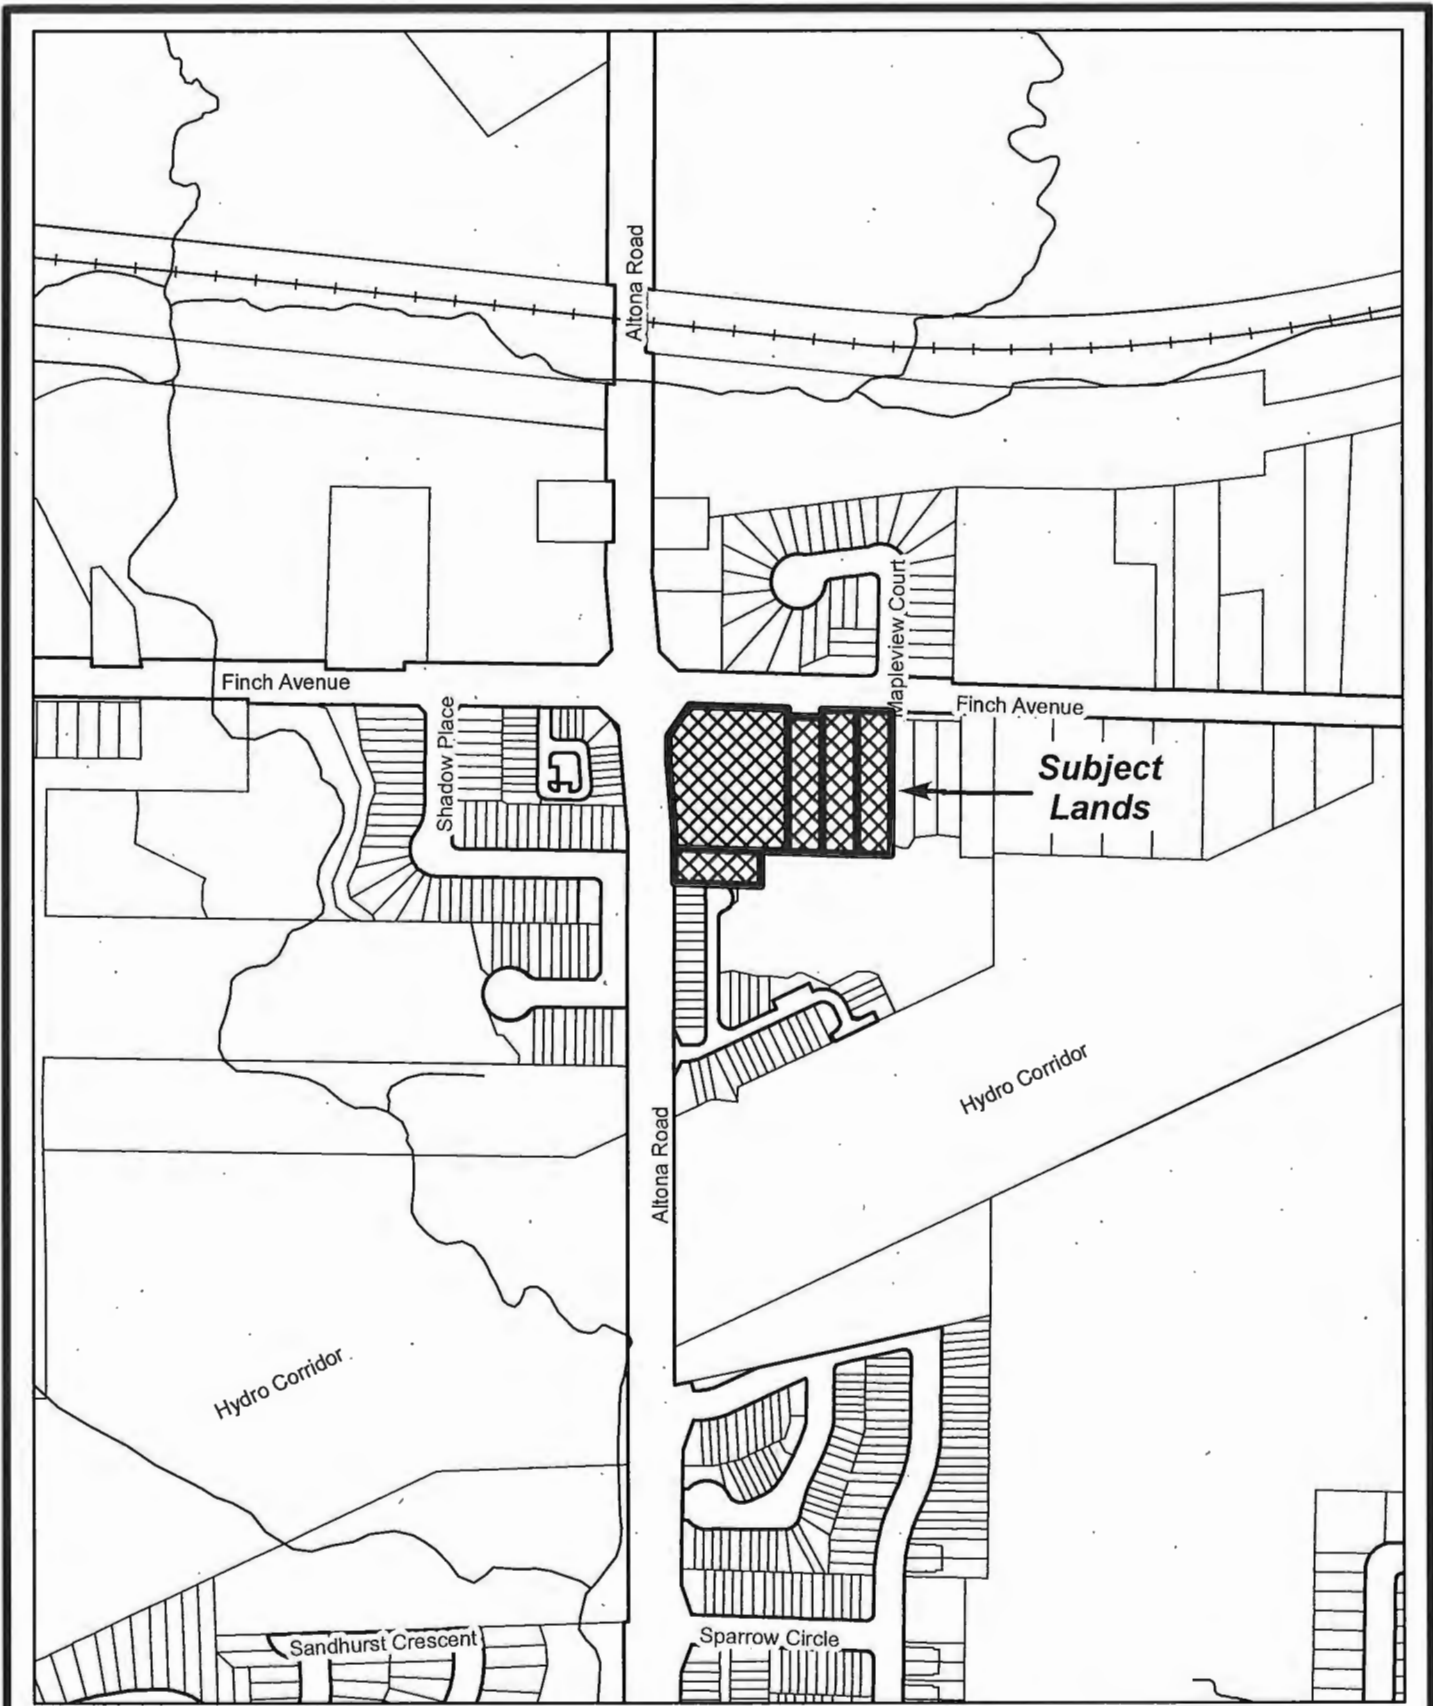 Altona Road
Mapleview Court
Finch Avenue
Shadow Place
Finch Avenue
Subject
Lands
Hydro Corridor
Altona Road
Hydro Corridor
Sandhurst Crescent
Sparrow Circle